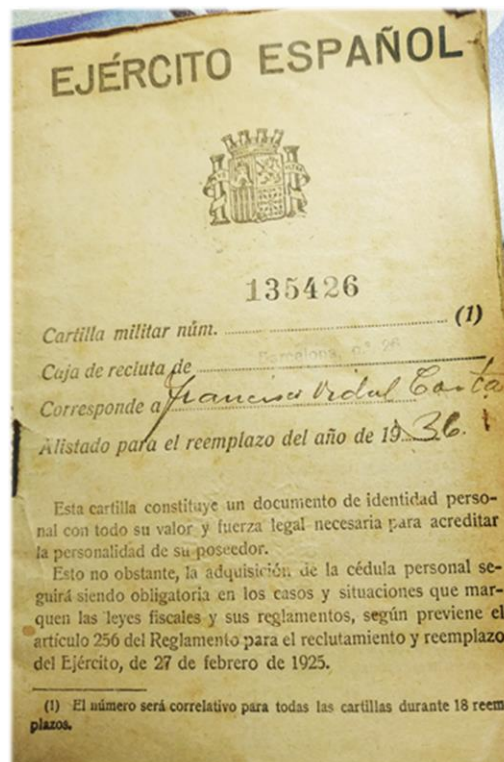 EJÉRCITO ESPAÑOL
135426
Cartilla militar núm. (1)
Caja de recluta de Barcelona, n.º 26
Corresponde a Francisco Vidal Costa
Alistado para el reemplazo del año de 1936.
Esta cartilla constituye un documento de identidad perso-
nal con todo su valor y fuerza legal necesaria para acreditar
la personalidad de su poseedor.
Esto no obstante, la adquisición de la cédula personal se-
guirá siendo obligatoria en los casos y situaciones que mar-
quen las leyes fiscales y sus reglamentos, según previene el
artículo 256 del Reglamento para el reclutamiento y reemplazo
del Ejército, de 27 de febrero de 1925.
(1) El número será correlativo para todas las cartillas durante 18 reem
plazos.